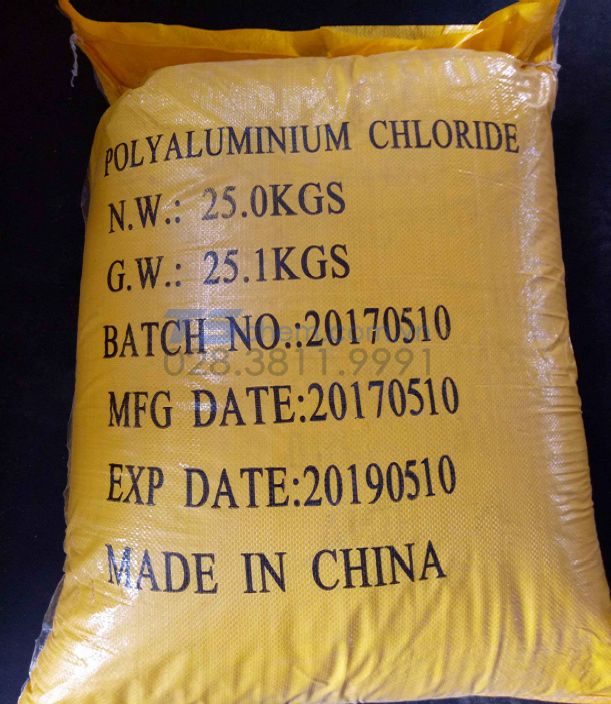 POLYALUMINIUM CHLORIDE
N.W.: 25.0KGS
G.W.: 25.1KGS
BATCH NO.:20170510
028.3811.9991
MFG DATE:20170510
EXP DATE:20190510
MADE IN CHINA